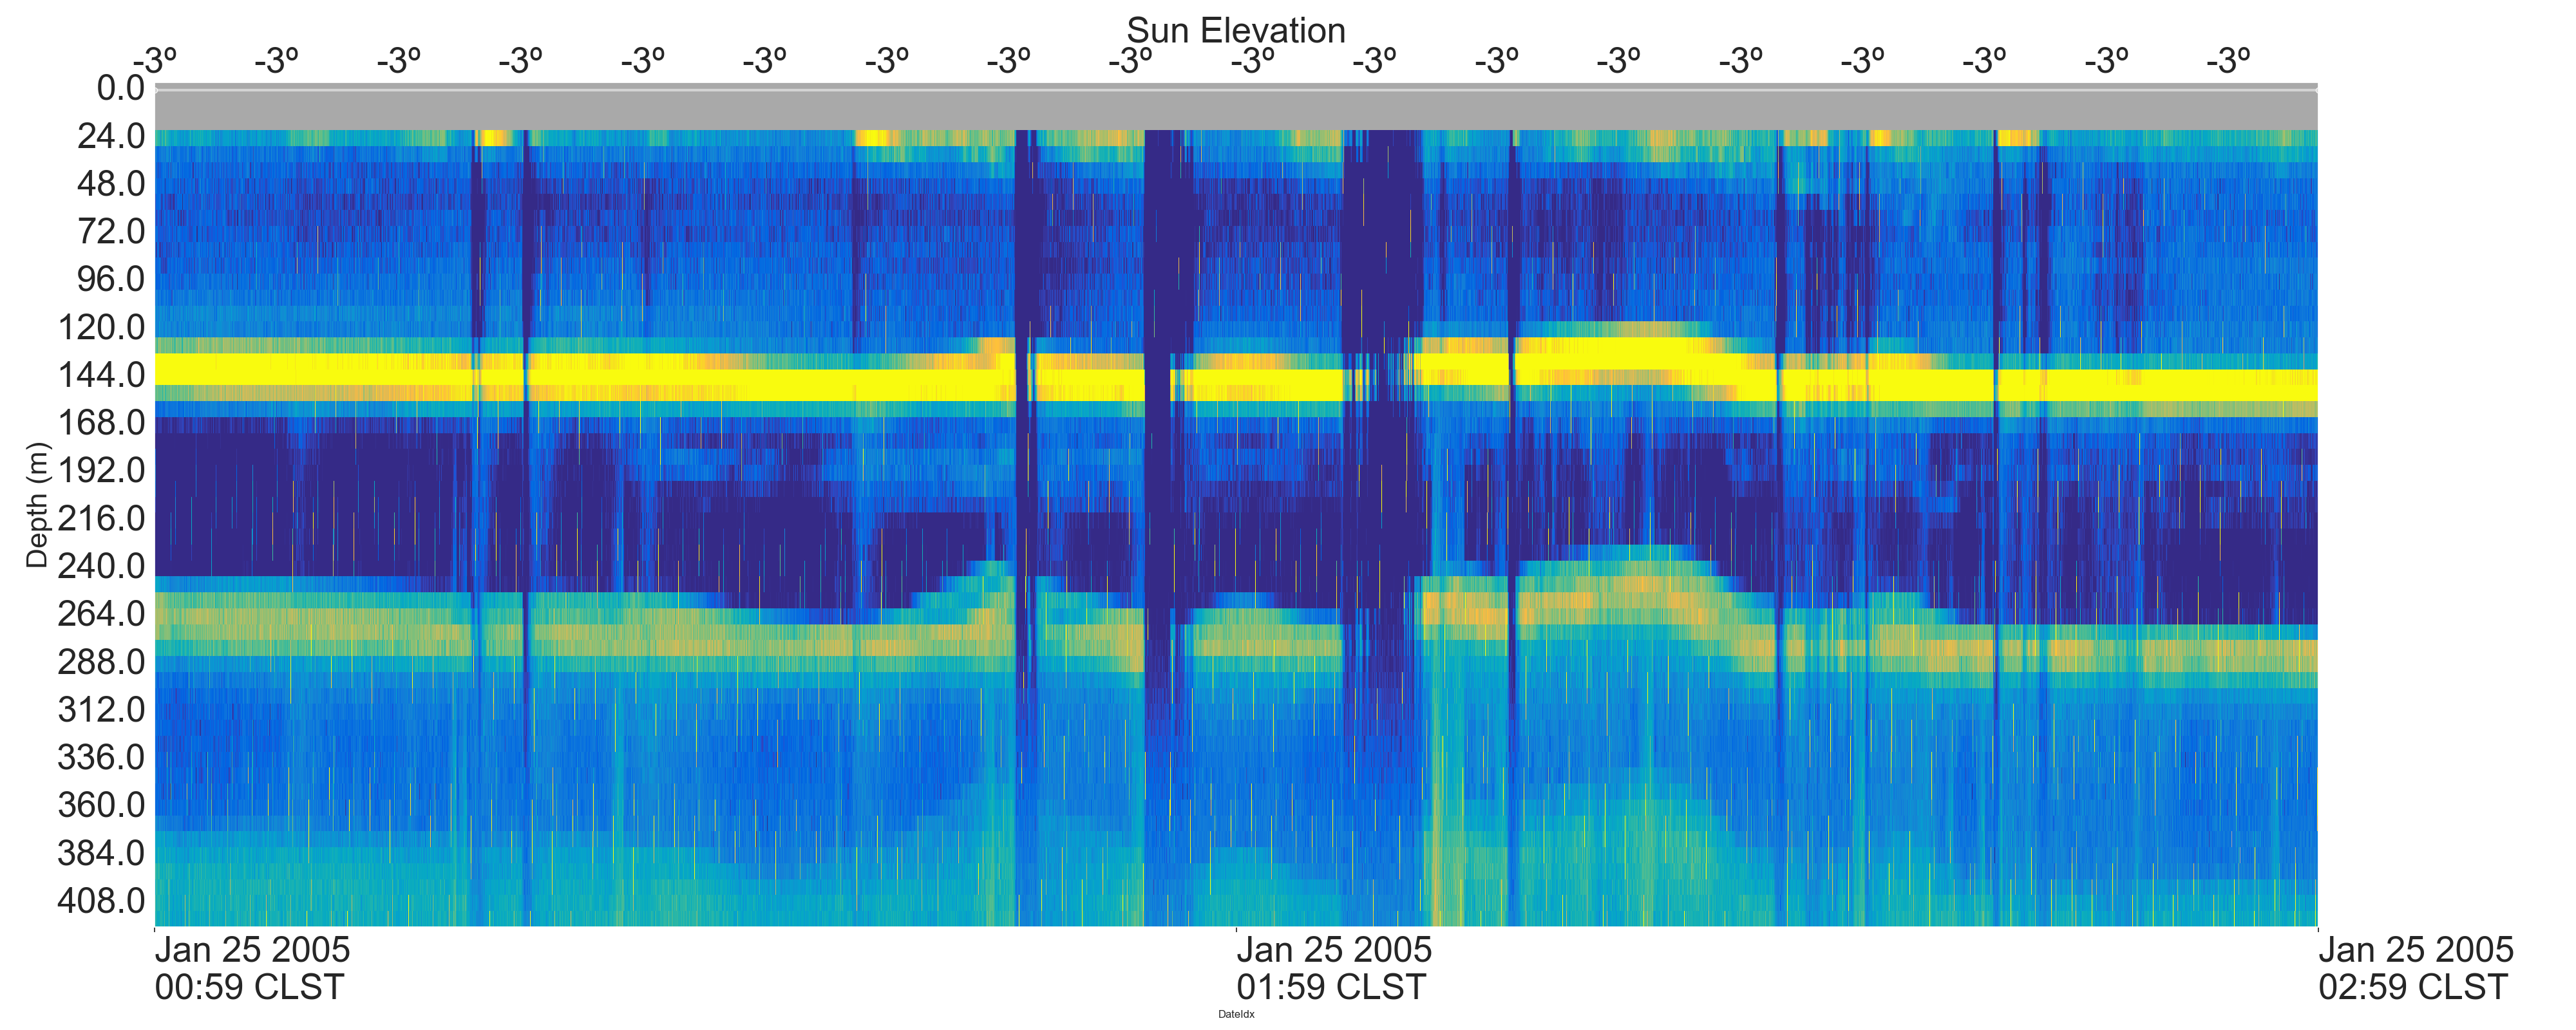 Sun Elevation
-3º -3º -3º -3º -3º -3º -3º -3º -3º -3º -3º -3º -3º -3º -3º -3º -3º -3º
0.0
24.0
48.0
72.0
96.0
120.0
144.0
168.0
192.0
216.0
240.0
264.0
288.0
312.0
336.0
360.0
384.0
408.0
Depth (m)
Jan 25 2005
00:59 CLST
Jan 25 2005
01:59 CLST
Jan 25 2005
02:59 CLST
DateIdx